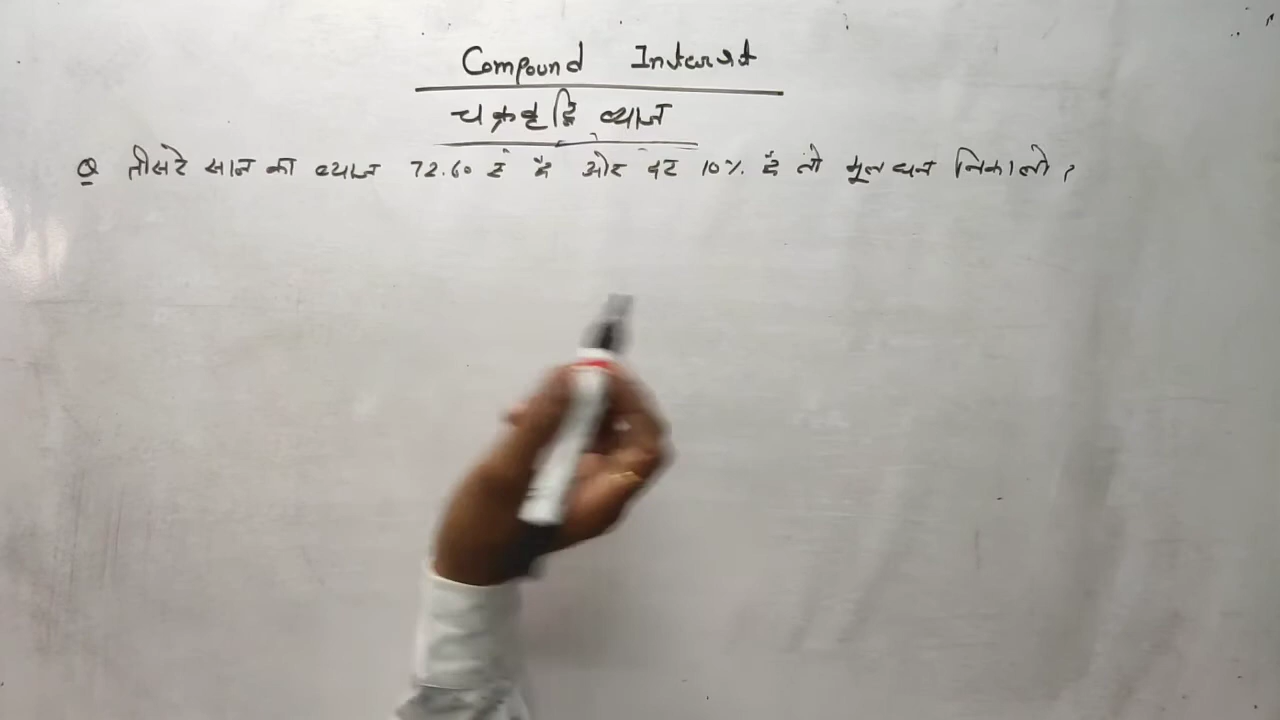 Compound Interest
चक्रवृद्धि ब्याज
Q तीसरे साल का ब्याज 72.60 रु है और दर 10% है तो मूलधन निकालो ?